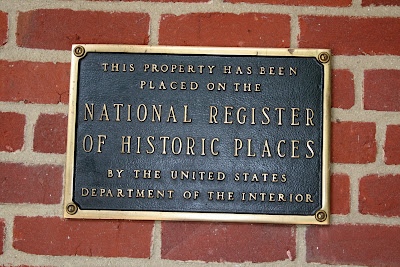 THIS PROPERTY HAS BEEN
PLACED ON THE
NATIONAL REGISTER
OF HISTORIC PLACES
BY THE UNITED STATES
DEPARTMENT OF THE INTERIOR